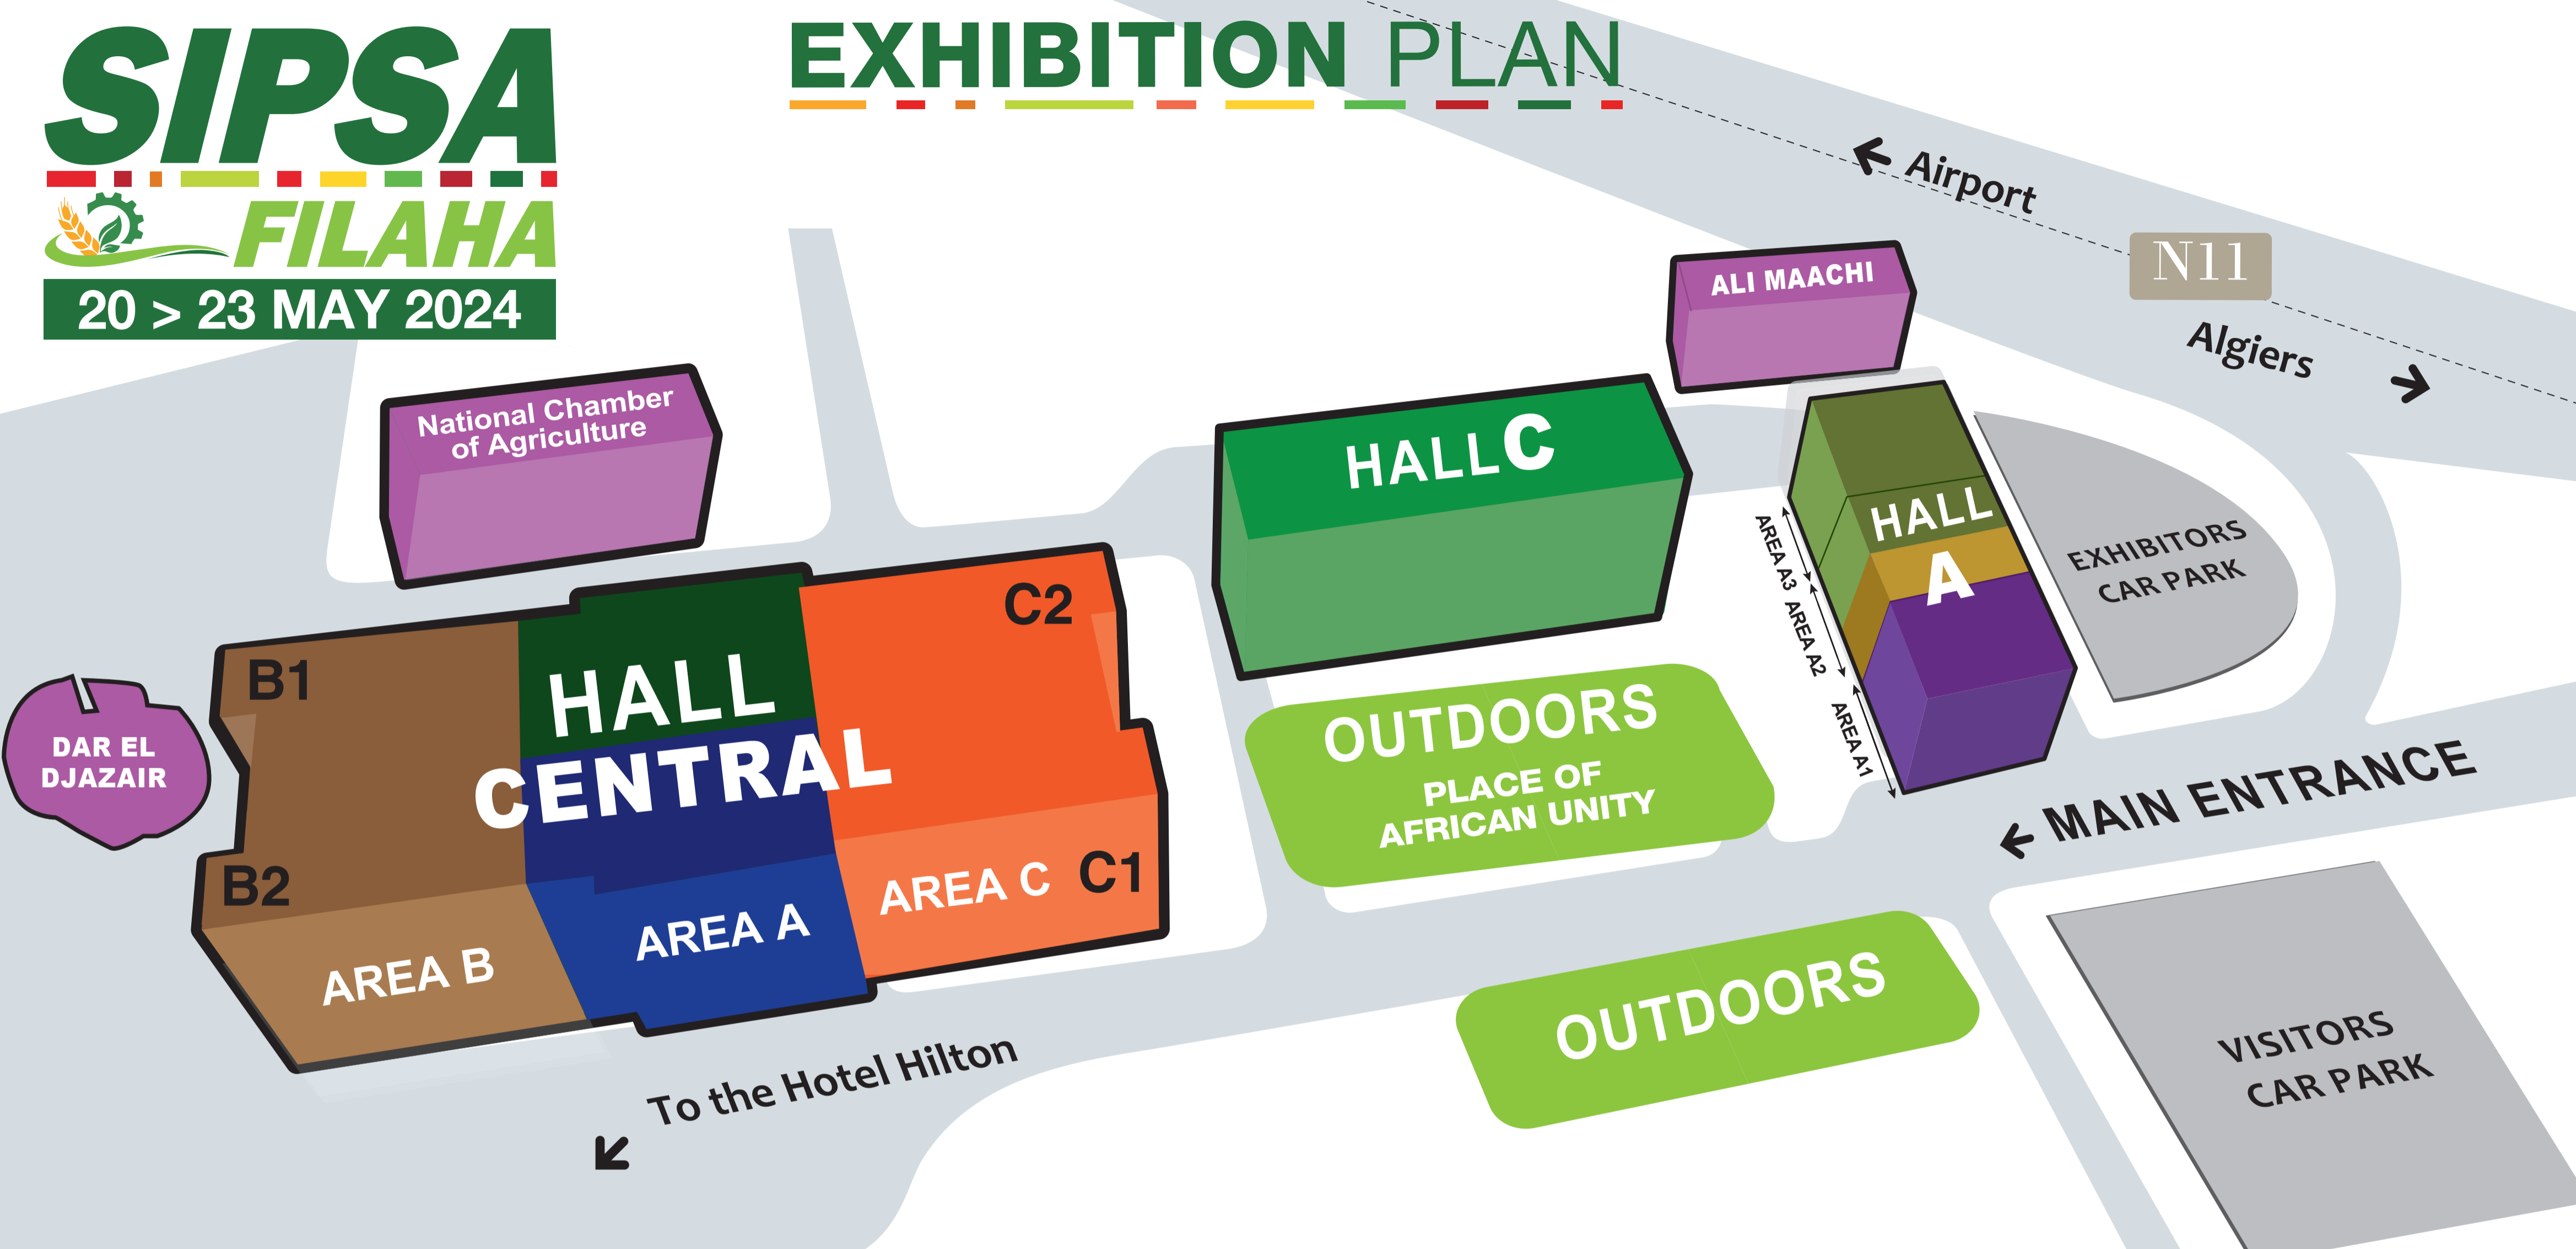 SIPSA
FILAHA
20 > 23 MAY 2024
EXHIBITION PLAN
Airport
N11
Algiers
ALI MAACHI
National Chamber
of Agriculture
HALL C
HALL
A
AREA A3
AREA A2
AREA A1
EXHIBITORS
CAR PARK
DAR EL
DJAZAIR
B1
B2
C2
C1
HALL
CENTRAL
AREA B
AREA A
AREA C
OUTDOORS
PLACE OF
AFRICAN UNITY
MAIN ENTRANCE
OUTDOORS
VISITORS
CAR PARK
To the Hotel Hilton